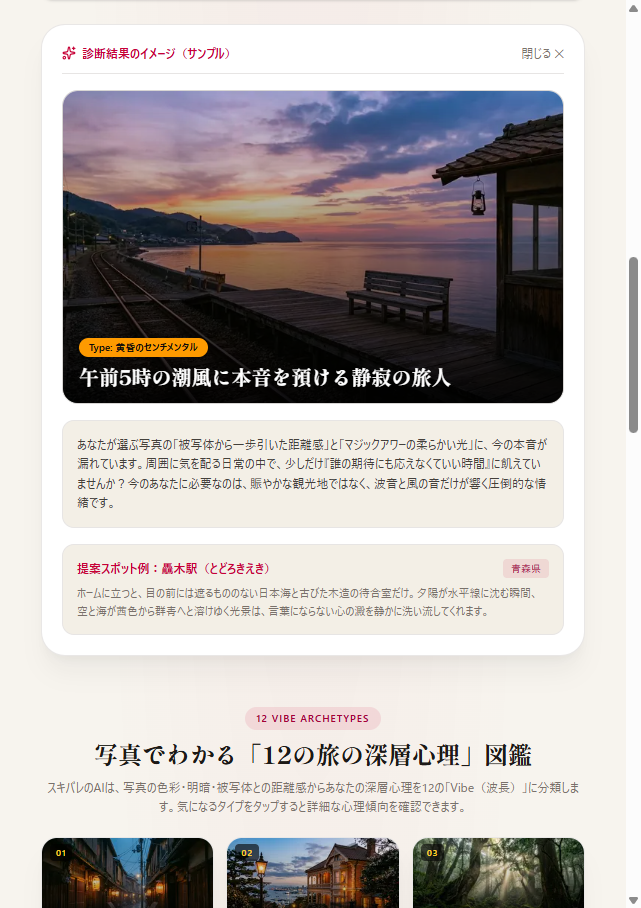 診断結果のイメージ（サンプル）
閉じる ×
Type: 黄昏のセンチメンタル
午前5時の潮風に本音を預ける静寂の旅人
あなたが選ぶ写真の「被写体から一歩引いた距離感」と「マジックアワーの柔らかい光」に、今の本音が
漏れています。周囲に気を配る日常の中で、少しだけ『誰の期待にも応えなくていい時間』に飢えてい
ませんか？今のあなたに必要なのは、賑やかな観光地ではなく、波音と風の音だけが響く圧倒的な情
緒です。
提案スポット例：驫木駅（とどろきえき）
青森県
ホームに立つと、目の前には遮るもののない日本海と古びた木造の待合室だけ。夕陽が水平線に沈む瞬間、
空と海が茜色から群青へと溶けゆく光景は、言葉にならない心の澱を静かに洗い流してくれます。
12 VIBE ARCHETYPES
写真でわかる「12の旅の深層心理」図鑑
スキパレのAIは、写真の色彩・明暗・被写体との距離感からあなたの深層心理を12の「Vibe（波長）」に分類しま
す。気になるタイプをタップすると詳細な心理傾向を確認できます。
01
02
03